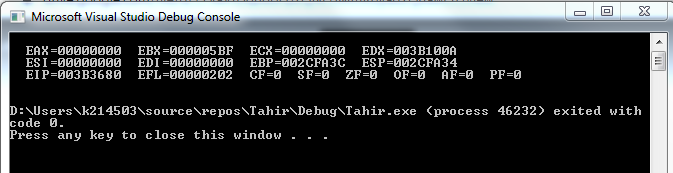 Microsoft Visual Studio Debug Console
EAX=00000000 EBX=000005BF ECX=00000000 EDX=003B100A
ESI=00000000 EDI=00000000 EBP=002CFA3C ESP=002CFA34
EIP=003B3680 EFL=00000202 CF=0 SF=0 ZF=0 OF=0 AF=0 PF=0
D:\Users\k214503\source\repos\Tahir\Debug\Tahir.exe (process 46232) exited with
code 0.
Press any key to close this window . . .